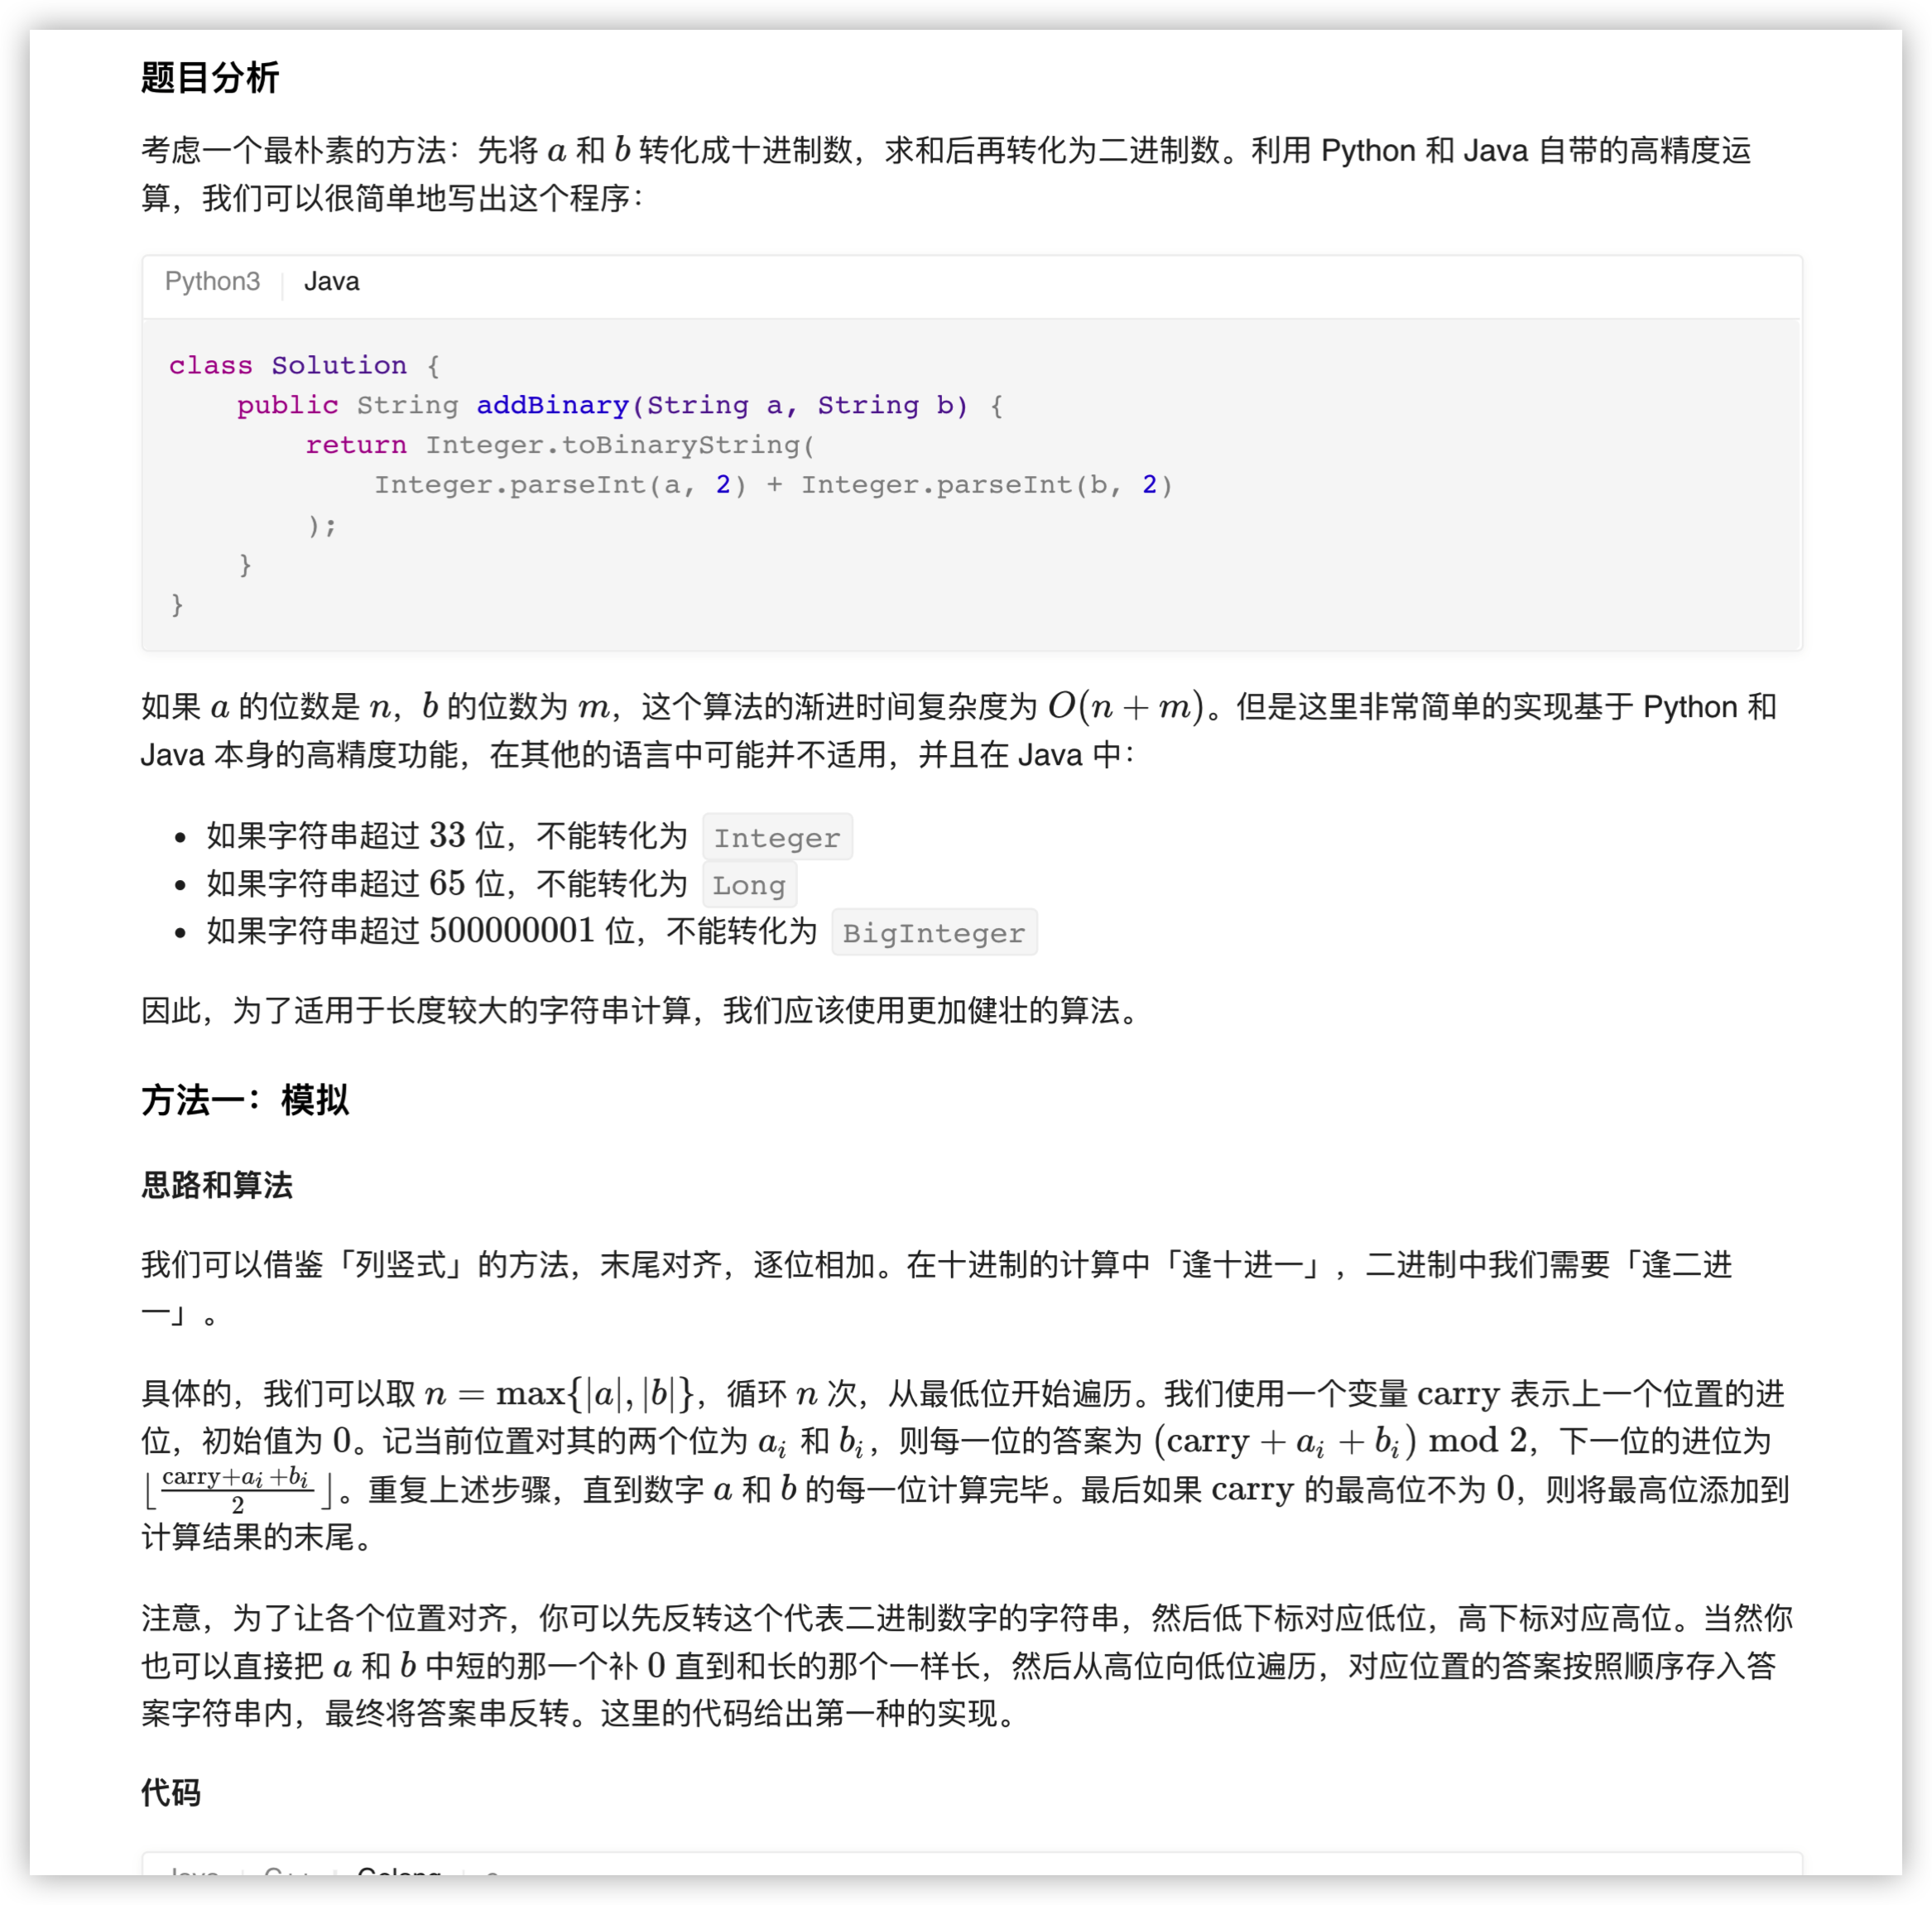 题目分析
考虑一个最朴素的方法：先将 a 和 b 转化成十进制数，求和后再转化为二进制数。利用 Python 和 Java 自带的高精度运
算，我们可以很简单地写出这个程序：
Python3 Java
class Solution {
    public String addBinary(String a, String b) {
        return Integer.toBinaryString(
            Integer.parseInt(a, 2) + Integer.parseInt(b, 2)
        );
    }
}
如果 a 的位数是 n，b 的位数为 m，这个算法的渐进时间复杂度为 O(n + m)。但是这里非常简单的实现基于 Python 和
Java 本身的高精度功能，在其他的语言中可能并不适用，并且在 Java 中：
• 如果字符串超过 33 位，不能转化为 Integer
• 如果字符串超过 65 位，不能转化为 Long
• 如果字符串超过 500000001 位，不能转化为 BigInteger
因此，为了适用于长度较大的字符串计算，我们应该使用更加健壮的算法。
方法一：模拟
思路和算法
我们可以借鉴「列竖式」的方法，末尾对齐，逐位相加。在十进制的计算中「逢十进一」，二进制中我们需要「逢二进
一」。
具体的，我们可以取 n = max{|a|, |b|}，循环 n 次，从最低位开始遍历。我们使用一个变量 carry 表示上一个位置的进
位，初始值为 0。记当前位置对其的两个位为 aᵢ 和 bᵢ，则每一位的答案为 (carry + aᵢ + bᵢ) mod 2，下一位的进位为
⌊(carry+aᵢ+bᵢ)/2⌋。重复上述步骤，直到数字 a 和 b 的每一位计算完毕。最后如果 carry 的最高位不为 0，则将最高位添加到
计算结果的末尾。
注意，为了让各个位置对齐，你可以先反转这个代表二进制数字的字符串，然后低下标对应低位，高下标对应高位。当然你
也可以直接把 a 和 b 中短的那一个补 0 直到和长的那个一样长，然后从高位向低位遍历，对应位置的答案按照顺序存入答
案字符串内，最终将答案串反转。这里的代码给出第一种的实现。
代码